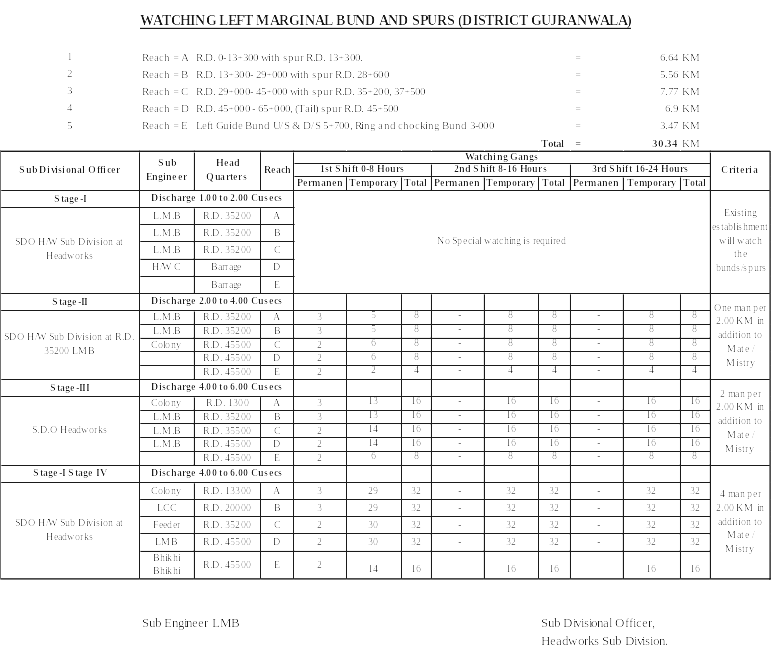 WATCHING LEFT MARGINAL BUND AND SPURS (DISTRICT GUJRANWALA)
1 Reach = A R.D. 0-13+300 with spur R.D. 13+300. = 6.64 KM
2 Reach = B R.D. 13+300- 29+000 with spur R.D. 28+600 = 5.56 KM
3 Reach = C R.D. 29+000- 45+000 with spur R.D. 35+200, 37+500 = 7.77 KM
4 Reach = D R.D. 45+000 - 65+000, (Tail) spur R.D. 45+500 = 6.9 KM
5 Reach = E Left Guide Bund U/S & D/S 5+700, Ring and chocking Bund 3-000 = 3.47 KM
Total = 30.34 KM
Sub Divisional Officer Sub Engineer Head Quarters Reach Watching Gangs Criteria
1st Shift 0-8 Hours 2nd Shift 8-16 Hours 3rd Shift 16-24 Hours
Permanen Temporary Total Permanen Temporary Total Permanen Temporary Total
Stage-I Discharge 1.00 to 2.00 Cusecs
SDO H/W Sub Division at Headworks
L.M.B R.D. 35200 A
L.M.B R.D. 35200 B
L.M.B R.D. 35200 C
H/W C Barrage D
Barrage E
No Special watching is required
Existing
establishment
will watch
the
bunds/spurs
Stage-II Discharge 2.00 to 4.00 Cusecs
SDO H/W Sub Division at R.D.
35200 LMB
L.M.B R.D. 35200 A 3 5 8 - 8 8 - 8 8
L.M.B R.D. 35200 B 3 5 8 - 8 8 - 8 8
Colony R.D. 45500 C 2 6 8 - 8 8 - 8 8
R.D. 45500 D 2 6 8 - 8 8 - 8 8
R.D. 45500 E 2 2 4 - 4 4 - 4 4
One man per
2.00 KM in
addition to
Mate /
Mistry
Stage-III Discharge 4.00 to 6.00 Cusecs
S.D.O Headworks
Colony R.D. 1300 A 3 13 16 - 16 16 - 16 16
L.M.B R.D. 35200 B 3 13 16 - 16 16 - 16 16
L.M.B R.D. 35500 C 2 14 16 - 16 16 - 16 16
L.M.B R.D. 45500 D 2 14 16 - 16 16 - 16 16
R.D. 45500 E 2 6 8 - 8 8 - 8 8
2 man per
2.00 KM in
addition to
Mate /
Mistry
Stage-I Stage IV Discharge 4.00 to 6.00 Cusecs
SDO H/W Sub Division at
Headworks
Colony R.D. 13300 A 3 29 32 - 32 32 - 32 32
LCC R.D. 20000 B 3 29 32 - 32 32 - 32 32
Feeder R.D. 35200 C 2 30 32 - 32 32 - 32 32
LMB R.D. 45500 D 2 30 32 - 32 32 - 32 32
Bhikhi
Bhikhi R.D. 45500 E 2 14 16 16 16 16 16
4 man per
2.00 KM in
addition to
Mate /
Mistry
Sub Engineer LMB
Sub Divisional Officer,
Headworks Sub Division.